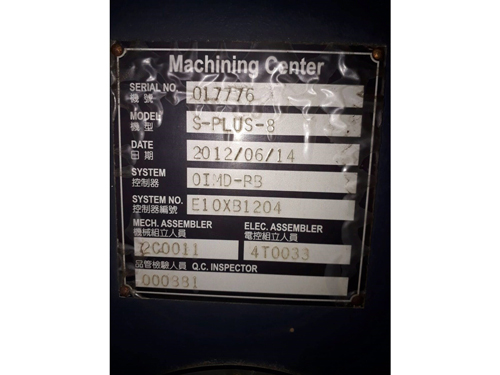 Machining Center
SERIAL NO. 017776
機號
MODEL S-PLUS-8
機型
DATE 2012/06/14
日期
SYSTEM 0IMD-RB
控制器
SYSTEM NO. E10XB1204
控制器編號
MECH. ASSEMBLER ELEC. ASSEMBLER
機械組立人員 電控組立人員
2C0011 4T0033
品管檢驗人員 Q.C. INSPECTOR
000881